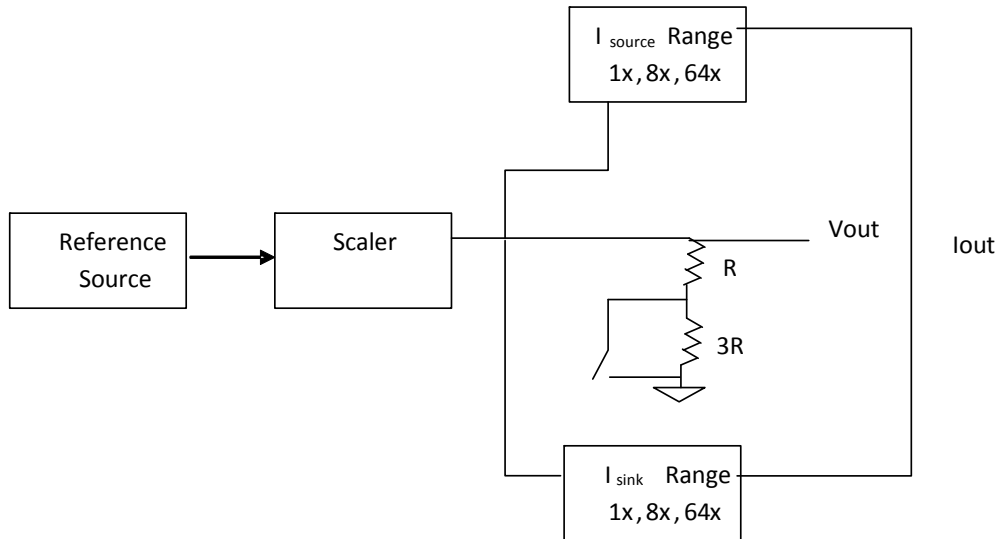 I source Range
1x, 8x, 64x
Reference
Source
Scaler
Vout
Iout
R
3R
I sink Range
1x, 8x, 64x